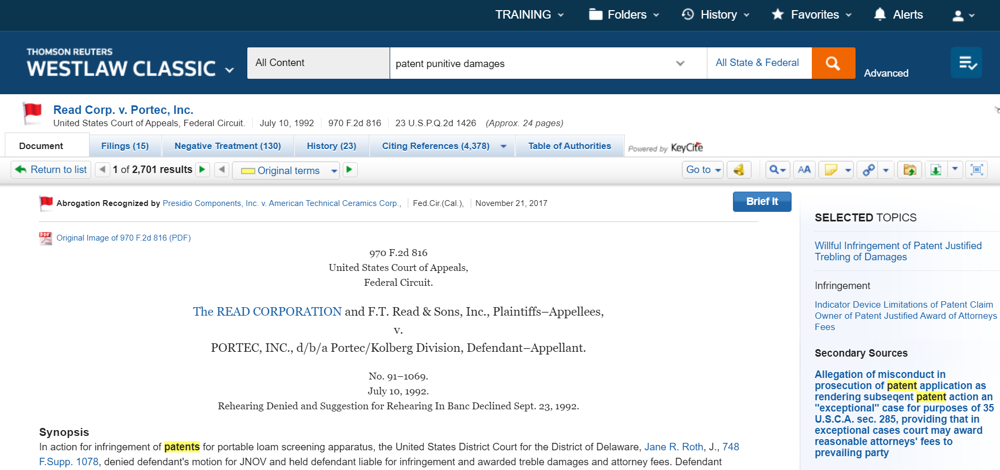 TRAINING Folders History Favorites Alerts
THOMSON REUTERS
WESTLAW CLASSIC
All Content patent punitive damages All State & Federal Advanced
Read Corp. v. Portec, Inc.
United States Court of Appeals, Federal Circuit. July 10, 1992 970 F.2d 816 23 U.S.P.Q.2d 1426 (Approx. 24 pages)
Document Filings (15) Negative Treatment (130) History (23) Citing References (4,378) Table of Authorities Powered by KeyCite
Return to list 1 of 2,701 results Original terms Go to AA
Abrogation Recognized by Presidio Components, Inc. v. American Technical Ceramics Corp., Fed.Cir.(Cal.), November 21, 2017
Brief It
PDF Original Image of 970 F.2d 816 (PDF)
970 F.2d 816
United States Court of Appeals,
Federal Circuit.
The READ CORPORATION and F.T. Read & Sons, Inc., Plaintiffs–Appellees,
v.
PORTEC, INC., d/b/a Portec/Kolberg Division, Defendant–Appellant.
No. 91–1069.
July 10, 1992.
Rehearing Denied and Suggestion for Rehearing In Banc Declined Sept. 23, 1992.
Synopsis
In action for infringement of patents for portable loam screening apparatus, the United States District Court for the District of Delaware, Jane R. Roth, J., 748
F.Supp. 1078, denied defendant's motion for JNOV and held defendant liable for infringement and awarded treble damages and attorney fees. Defendant
SELECTED TOPICS
Willful Infringement of Patent Justified
Trebling of Damages
Infringement
Indicator Device Limitations of Patent Claim
Owner of Patent Justified Award of Attorneys
Fees
Secondary Sources
Allegation of misconduct in
prosecution of patent application as
rendering subseqent patent action an
"exceptional" case for purposes of 35
U.S.C.A. sec. 285, providing that in
exceptional cases court may award
reasonable attorneys' fees to
prevailing party